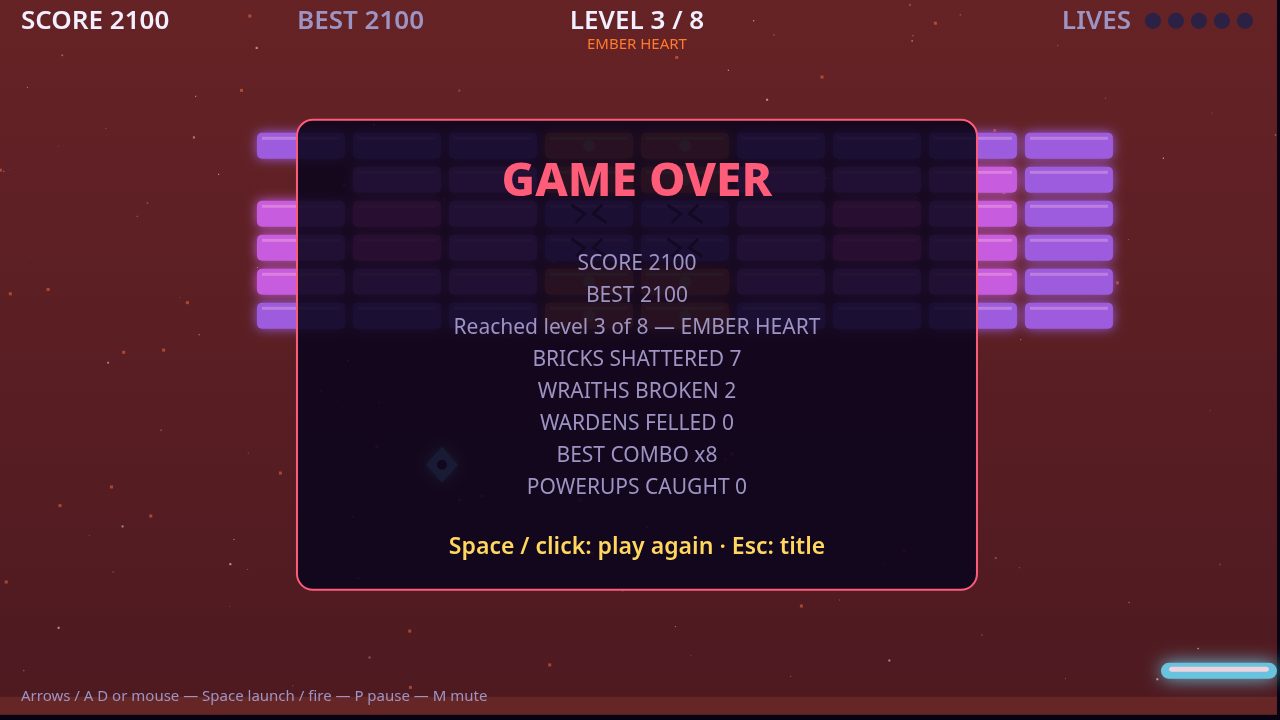 SCORE 2100 BEST 2100 LEVEL 3 / 8 LIVES
EMBER HEART
GAME OVER
SCORE 2100
BEST 2100
Reached level 3 of 8 — EMBER HEART
BRICKS SHATTERED 7
WRAITHS BROKEN 2
WARDENS FELLED 0
BEST COMBO x8
POWERUPS CAUGHT 0
Space / click: play again · Esc: title
Arrows / A D or mouse — Space launch / fire — P pause — M mute